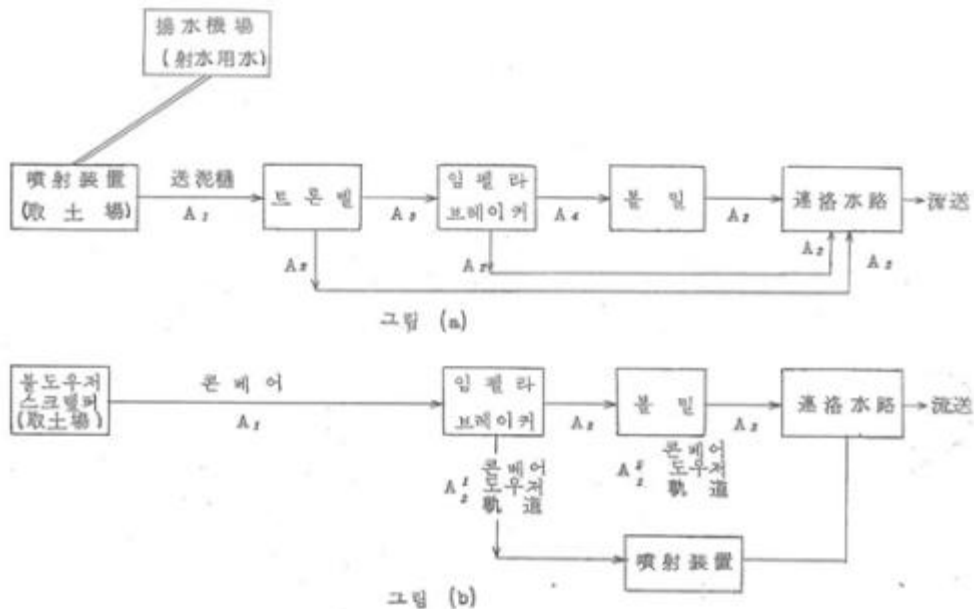 揚水機場
(射水用水)
噴射装置
(取土場)
送泥樋
A₁
트론멜
A₃
임펠라
브레이커
A₄
볼밀
A₂
連洛水路
流送
A₂
A₂
A₂
A₂
그림 (a)
불도우저
스크렢퍼
(取土場)
콘베어
A₁
임펠라
브레이커
A₂
볼밀
A₂
連洛水路
流送
콘베어
도우저
軌道
콘베어
도우저
軌道
噴射装置
그림 (b)